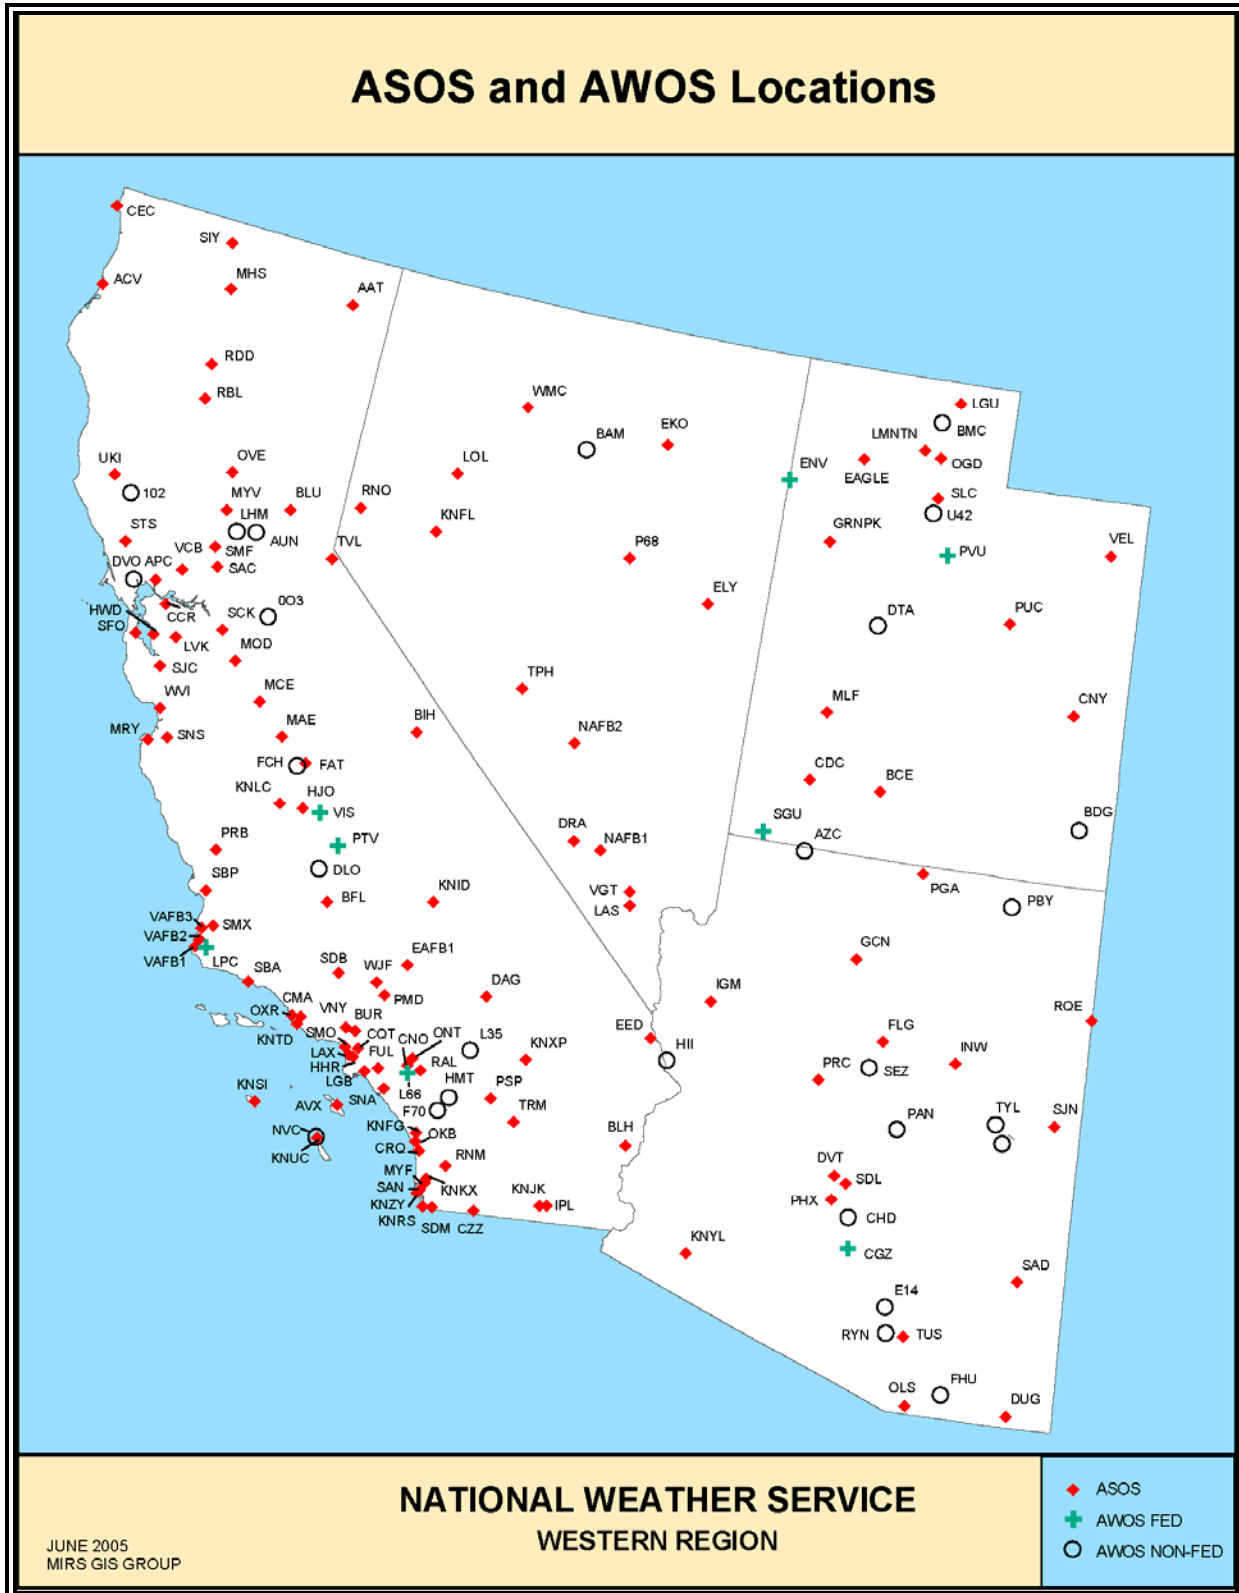 ASOS and AWOS Locations
CEC
SIY
MHS
ACV
AAT
RDD
RBL
WMC
LGU
BMC
BAM
EKO
LMNTN
OGD
EAGLE
ENV
UKI
OVE
LOL
102
MYV
BLU
RNO
SLC
U42
LHM
KNFL
GRNPK
STS
AUN
VCB
SMF
TVL
P68
PVU
VEL
DVO APC
SAC
ELY
HWD
CCR
SCK
0O3
DTA
PUC
SFO
LVK
MOD
SJC
TPH
MCE
WVI
MLF
CNY
MRY
SNS
MAE
BIH
NAFB2
FCH
FAT
CDC
BCE
KNLC
HJO
VIS
SGU
BDG
PRB
PTV
DRA
NAFB1
AZC
DLO
SBP
BFL
KNID
VGT
LAS
PGA
PBY
VAFB3
SMX
VAFB2
VAFB1
LPC
SBA
SDB
WJF
EAFB1
GCN
PMD
DAG
IGM
CMA
OXR
VNY
BUR
RQE
KNTD
SMO
COT
CNO
ONT
L35
EED
FLG
LAX
FUL
KNXP
HII
INW
HHR
RAL
PRC
SEZ
LGB
HMT
KNSI
AVX
SNA
L66
PSP
F70
TRM
PAN
TYL
SJN
NVC
KNFG
OKB
BLH
KNUC
CRQ
RNM
MYF
DVT
SDL
SAN
KNKX
KNZY
KNJK
IPL
PHX
CHD
KNRS
SDM
CZZ
KNYL
CGZ
SAD
E14
RYN
TUS
OLS
FHU
DUG
NATIONAL WEATHER SERVICE
WESTERN REGION
JUNE 2005
MIRS GIS GROUP
ASOS
AWOS FED
AWOS NON-FED